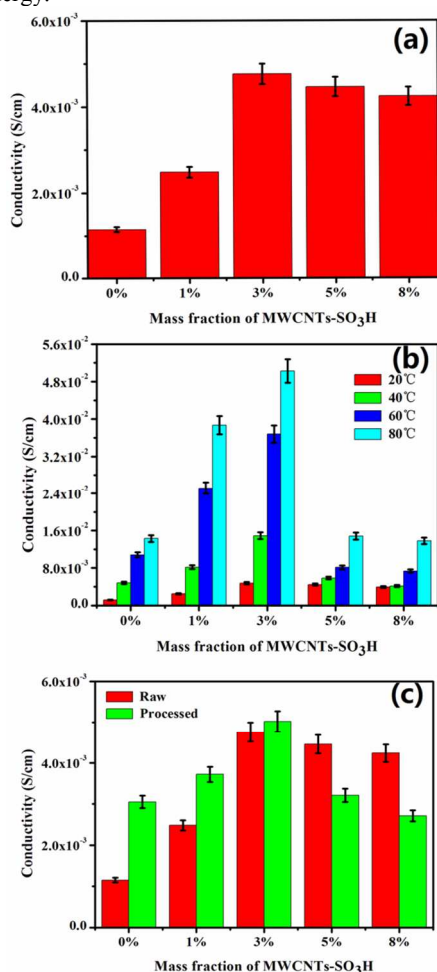 ergy.
(a)
6.0x10⁻³
4.0x10⁻³
2.0x10⁻³
0.0
Conductivity (S/cm)
0% 1% 3% 5% 8%
Mass fraction of MWCNTs-SO₃H
(b)
5.6x10⁻²
4.8x10⁻²
4.0x10⁻²
3.2x10⁻²
2.4x10⁻²
1.6x10⁻²
8.0x10⁻³
0.0
Conductivity (S/cm)
20℃
40℃
60℃
80℃
0% 1% 3% 5% 8%
Mass fraction of MWCNTs-SO₃H
(c)
6.0x10⁻³
4.0x10⁻³
2.0x10⁻³
0.0
Conductivity (S/cm)
Raw
Processed
0% 1% 3% 5% 8%
Mass fraction of MWCNTs-SO₃H